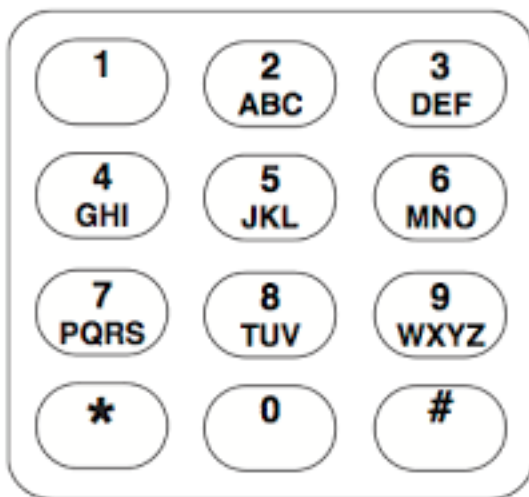 1 2 3
ABC DEF
4 5 6
GHI JKL MNO
7 8 9
PQRS TUV WXYZ
* 0 #